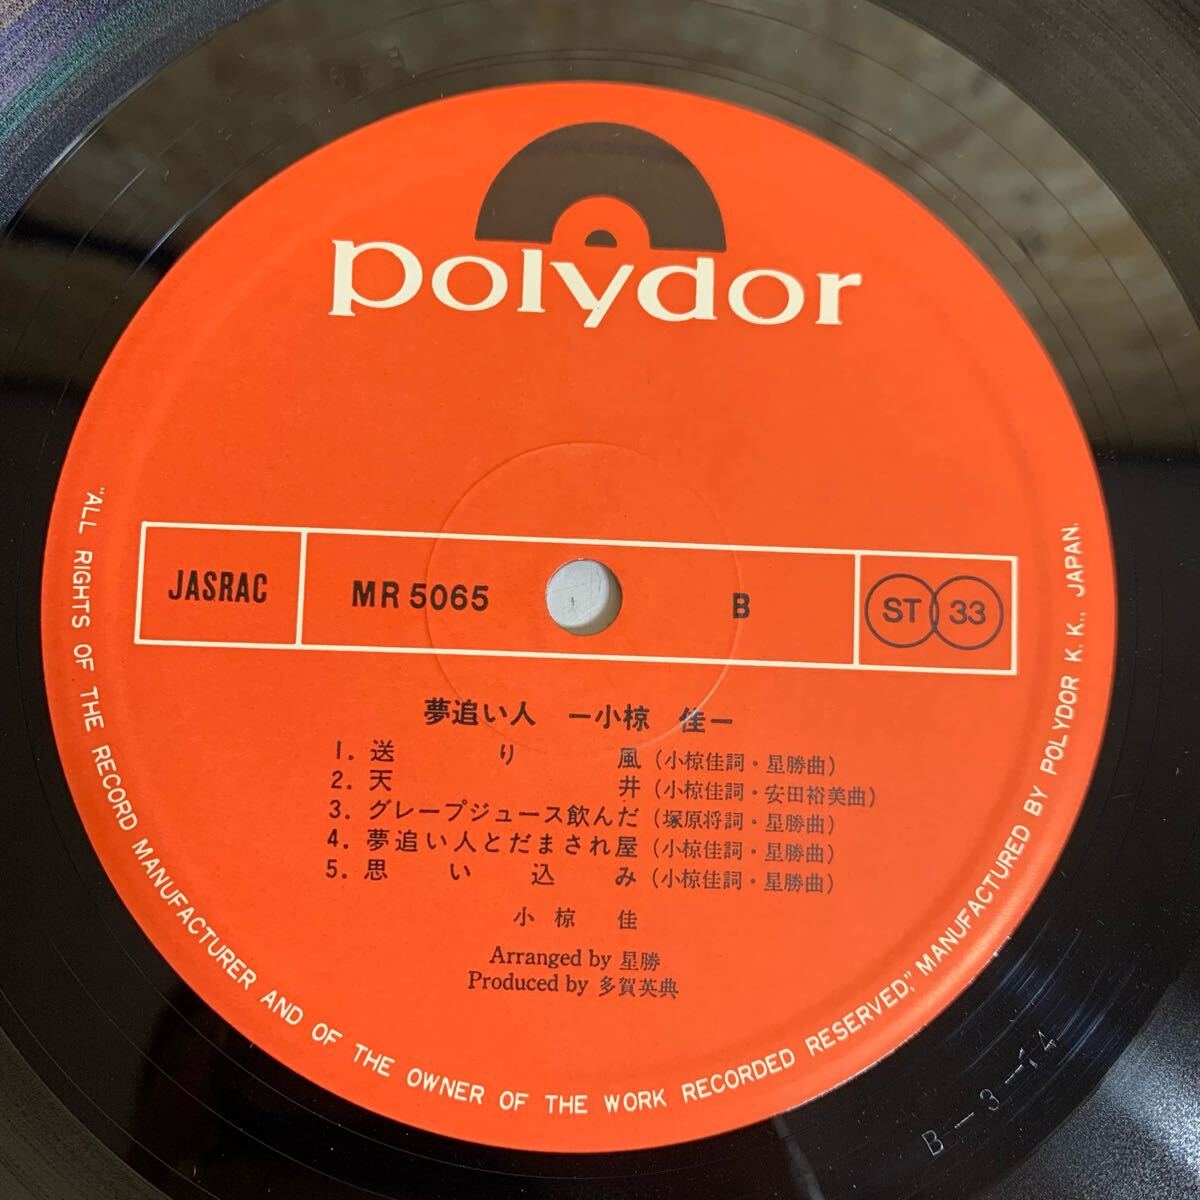 polydor
JASRAC
MR 5065
B
ST 33
夢追い人 ー小椋 佳ー
1. 送り風 (小椋佳詞・星勝曲)
2. 天井 (小椋佳詞・安田裕美曲)
3. グレープジュース飲んだ (塚原将詞・星勝曲)
4. 夢追い人とだまされ屋 (小椋佳詞・星勝曲)
5. 思い込み (小椋佳詞・星勝曲)
小椋 佳
Arranged by 星勝
Produced by 多賀英典
"ALL RIGHTS OF THE RECORD MANUFACTURER AND OF THE OWNER OF THE WORK RECORDED RESERVED," MANUFACTURED BY POLYDOR K. K., JAPAN.